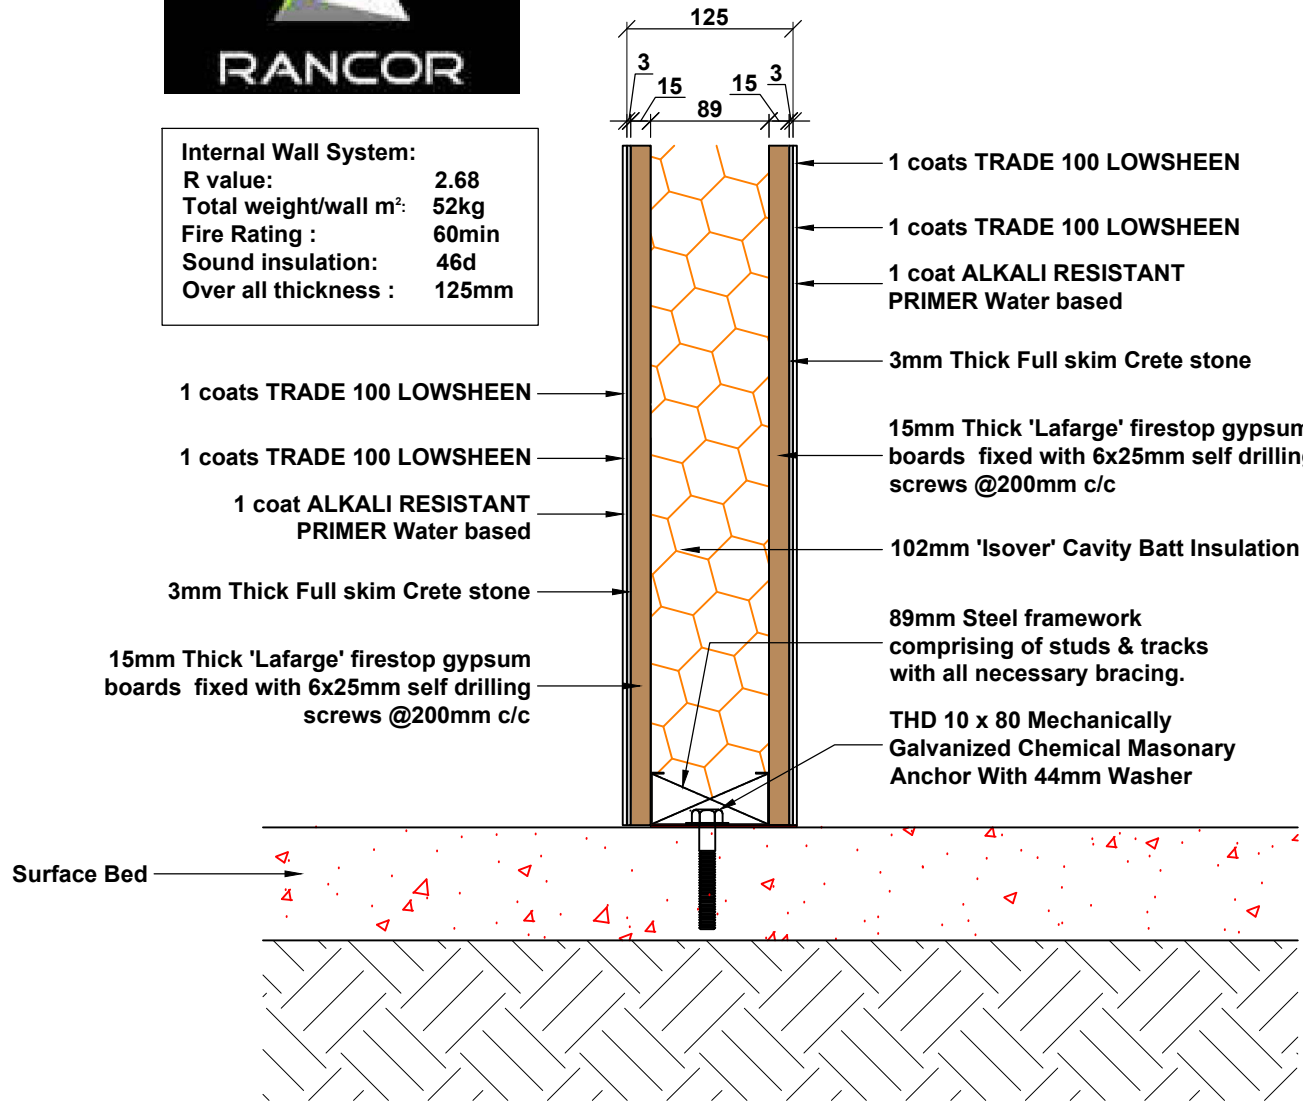 RANCOR
125
3
15
89
15
3
Internal Wall System:
R value: 2.68
Total weight/wall m²: 52kg
Fire Rating : 60min
Sound insulation: 46d
Over all thickness : 125mm
1 coats TRADE 100 LOWSHEEN
1 coats TRADE 100 LOWSHEEN
1 coat ALKALI RESISTANT
PRIMER Water based
3mm Thick Full skim Crete stone
15mm Thick 'Lafarge' firestop gypsum
boards fixed with 6x25mm self drilling
screws @200mm c/c
1 coats TRADE 100 LOWSHEEN
1 coats TRADE 100 LOWSHEEN
1 coat ALKALI RESISTANT
PRIMER Water based
3mm Thick Full skim Crete stone
15mm Thick 'Lafarge' firestop gypsum
boards fixed with 6x25mm self drilling
screws @200mm c/c
102mm 'Isover' Cavity Batt Insulation
89mm Steel framework
comprising of studs & tracks
with all necessary bracing.
THD 10 x 80 Mechanically
Galvanized Chemical Masonary
Anchor With 44mm Washer
Surface Bed